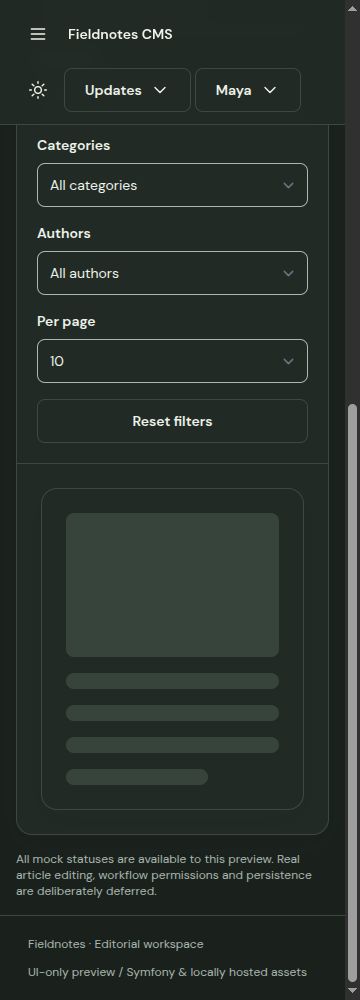 Fieldnotes CMS
Updates
Maya
Categories
All categories
Authors
All authors
Per page
10
Reset filters
All mock statuses are available to this preview. Real
article editing, workflow permissions and persistence
are deliberately deferred.
Fieldnotes · Editorial workspace
UI-only preview / Symfony & locally hosted assets